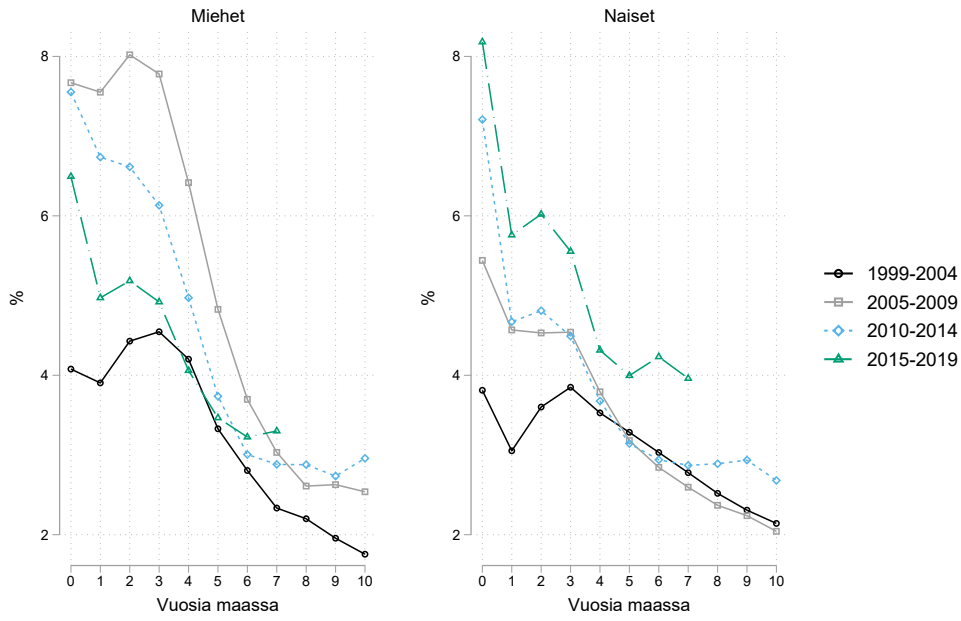 Miehet
8
6
%
4
2
0 1 2 3 4 5 6 7 8 9 10
Vuosia maassa
Naiset
8
6
%
4
2
0 1 2 3 4 5 6 7 8 9 10
Vuosia maassa
1999-2004
2005-2009
2010-2014
2015-2019